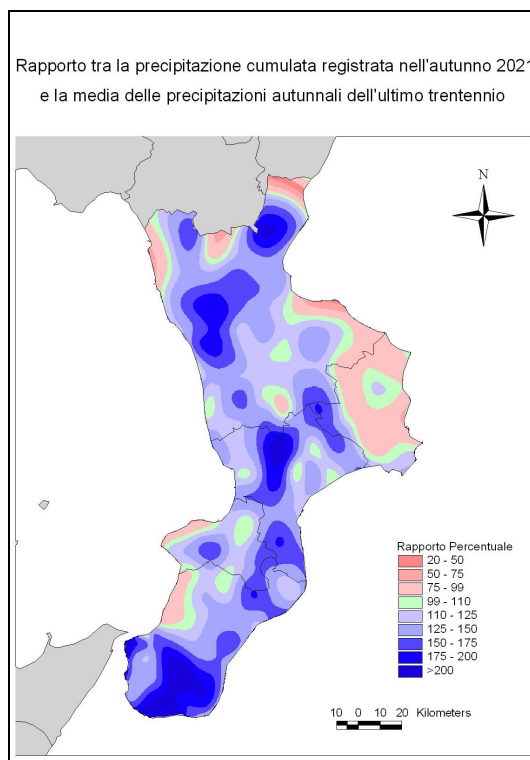 Rapporto tra la precipitazione cumulata registrata nell'autunno 2021
e la media delle precipitazioni autunnali dell'ultimo trentennio
N
Rapporto Percentuale
20 - 50
50 - 75
75 - 99
99 - 110
110 - 125
125 - 150
150 - 175
175 - 200
>200
10 0 10 20 Kilometers